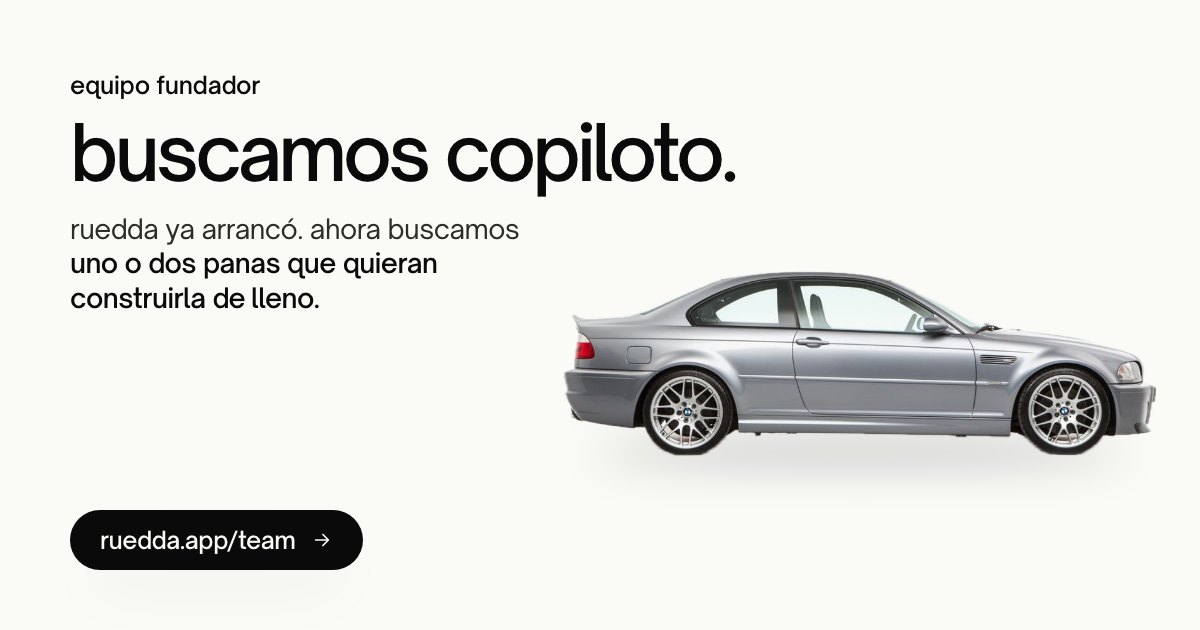 equipo fundador
buscamos copiloto.
ruedda ya arrancó. ahora buscamos
uno o dos panas que quieran
construirla de lleno.
ruedda.app/team →